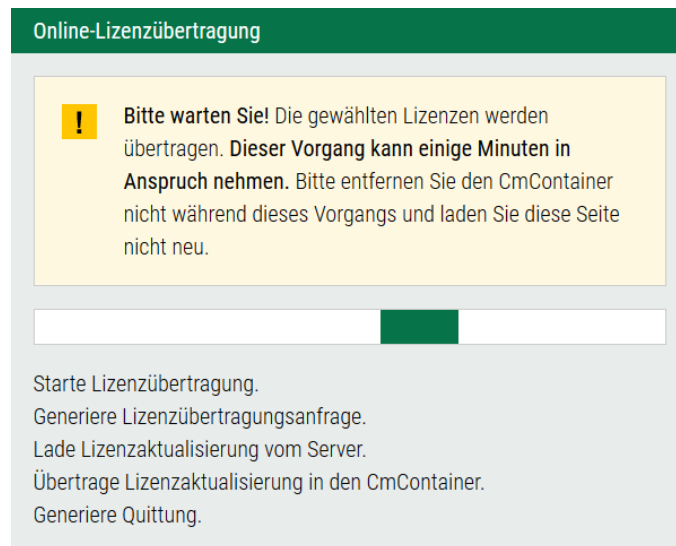 Online-Lizenzübertragung
!
Bitte warten Sie! Die gewählten Lizenzen werden
übertragen. Dieser Vorgang kann einige Minuten in
Anspruch nehmen. Bitte entfernen Sie den CmContainer
nicht während dieses Vorgangs und laden Sie diese Seite
nicht neu.
Starte Lizenzübertragung.
Generiere Lizenzübertragungsanfrage.
Lade Lizenzaktualisierung vom Server.
Übertrage Lizenzaktualisierung in den CmContainer.
Generiere Quittung.